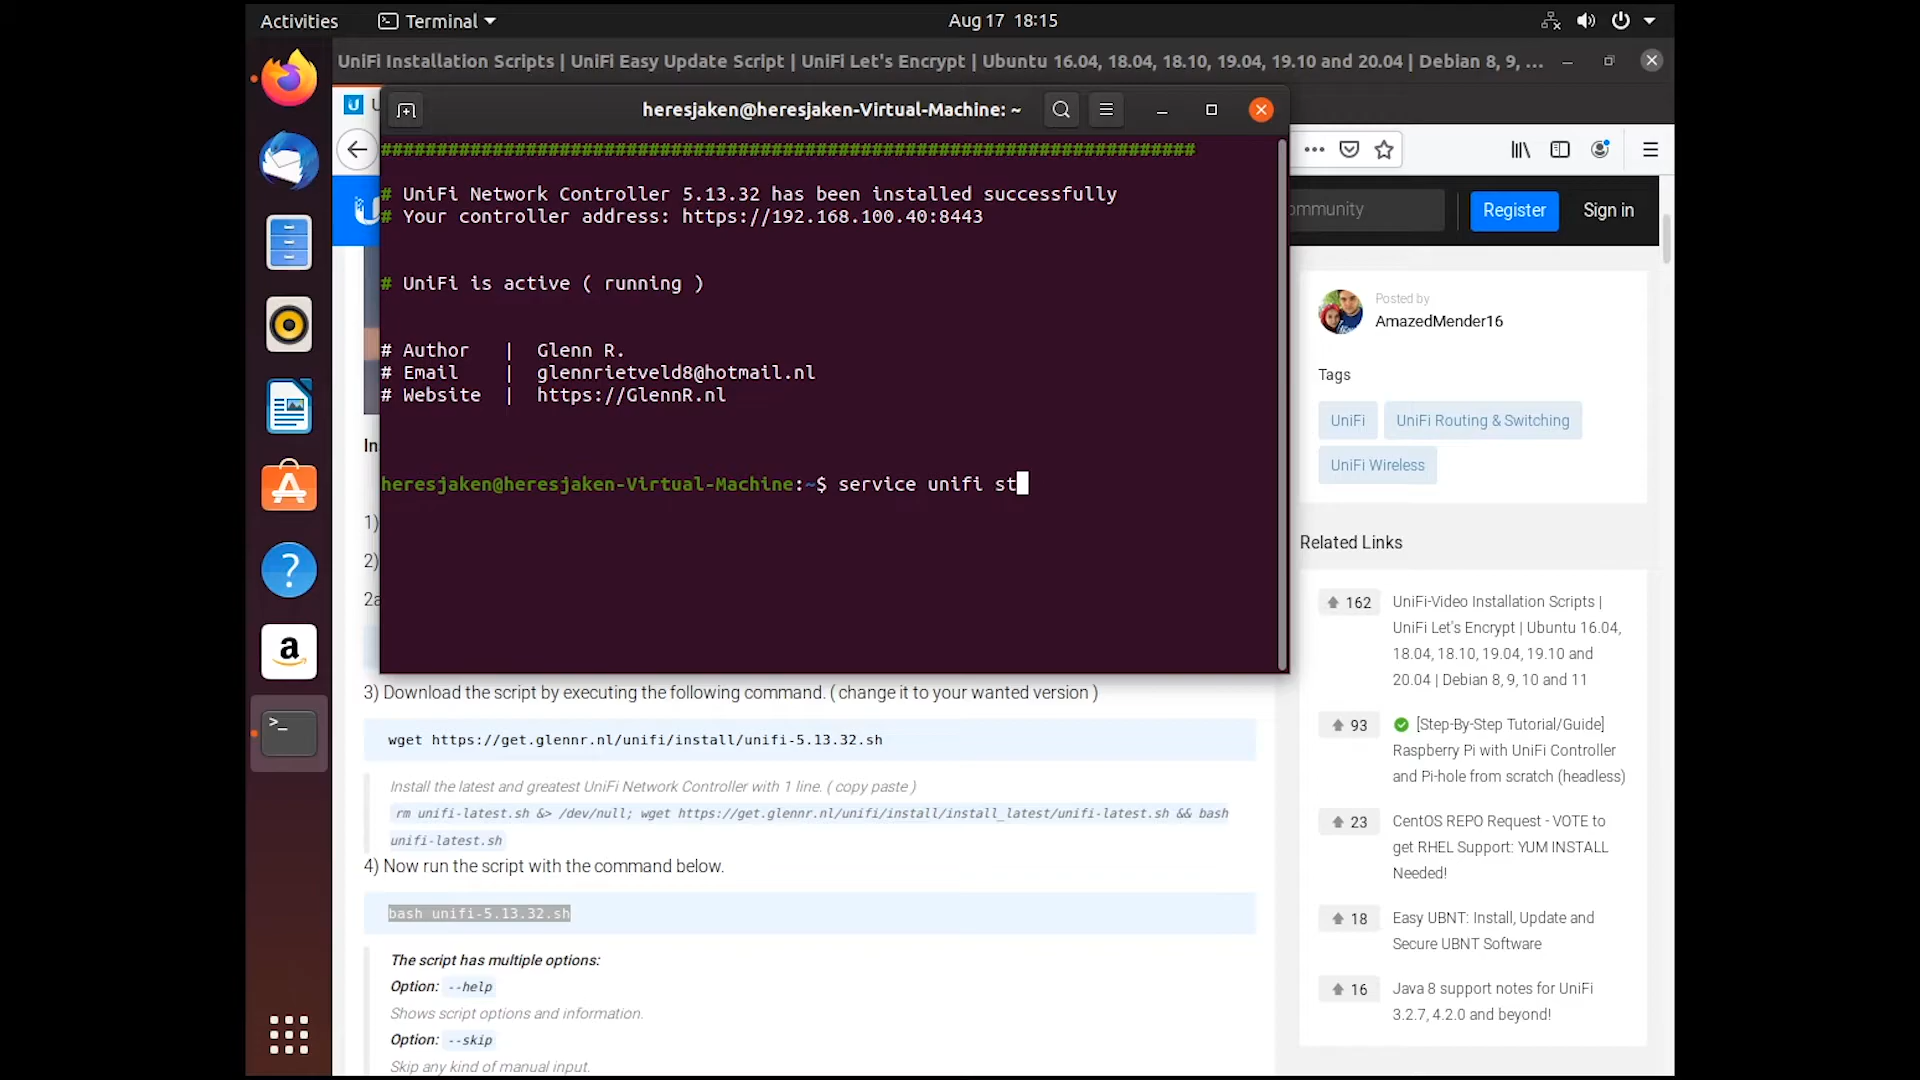 Activities
Terminal
Aug 17 18:15
UniFi Installation Scripts | UniFi Easy Update Script | UniFi Let's Encrypt | Ubuntu 16.04, 18.04, 18.10, 19.04, 19.10 and 20.04 | Debian 8, 9, ...
heresjaken@heresjaken-Virtual-Machine: ~
########################################################################
# UniFi Network Controller 5.13.32 has been installed successfully
# Your controller address: https://192.168.100.40:8443
# UniFi is active ( running )
# Author | Glenn R.
# Email | glennrietveld8@hotmail.nl
# Website | https://GlennR.nl
heresjaken@heresjaken-Virtual-Machine:~$ service unifi st
In
1)
2)
2a
3) Download the script by executing the following command. ( change it to your wanted version )
wget https://get.glennr.nl/unifi/install/unifi-5.13.32.sh
Install the latest and greatest UniFi Network Controller with 1 line. ( copy paste )
rm unifi-latest.sh &> /dev/null; wget https://get.glennr.nl/unifi/install/install_latest/unifi-latest.sh && bash
unifi-latest.sh
4) Now run the script with the command below.
bash unifi-5.13.32.sh
The script has multiple options:
Option: --help
Shows script options and information.
Option: --skip
Skip any kind of manual input.
ommunity
Register
Sign in
Posted by
AmazedMender16
Tags
UniFi
UniFi Routing & Switching
UniFi Wireless
Related Links
162
UniFi-Video Installation Scripts |
UniFi Let's Encrypt | Ubuntu 16.04,
18.04, 18.10, 19.04, 19.10 and
20.04 | Debian 8, 9, 10 and 11
93
[Step-By-Step Tutorial/Guide]
Raspberry Pi with UniFi Controller
and Pi-hole from scratch (headless)
23
CentOS REPO Request - VOTE to
get RHEL Support: YUM INSTALL
Needed!
18
Easy UBNT: Install, Update and
Secure UBNT Software
16
Java 8 support notes for UniFi
3.2.7, 4.2.0 and beyond!